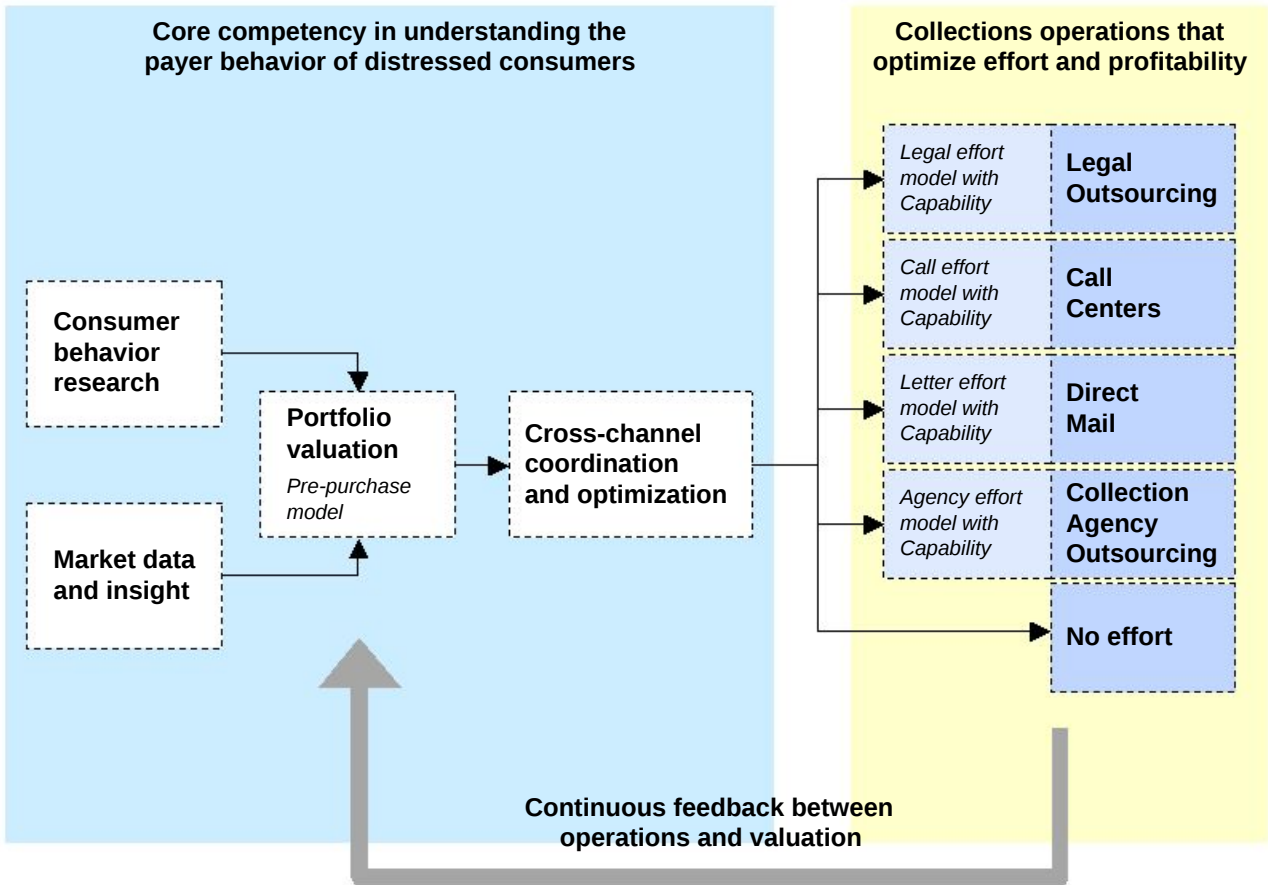 Core competency in understanding the
payer behavior of distressed consumers
Collections operations that
optimize effort and profitability
Consumer
behavior
research
Market data
and insight
Portfolio
valuation
Pre-purchase
model
Cross-channel
coordination
and optimization
Legal effort
model with
Capability
Legal
Outsourcing
Call effort
model with
Capability
Call
Centers
Letter effort
model with
Capability
Direct
Mail
Agency effort
model with
Capability
Collection
Agency
Outsourcing
No effort
Continuous feedback between
operations and valuation